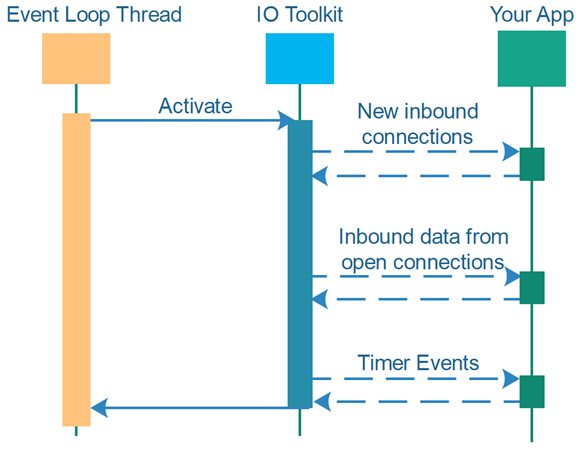 Event Loop Thread
IO Toolkit
Your App
Activate
New inbound
connections
Inbound data from
open connections
Timer Events